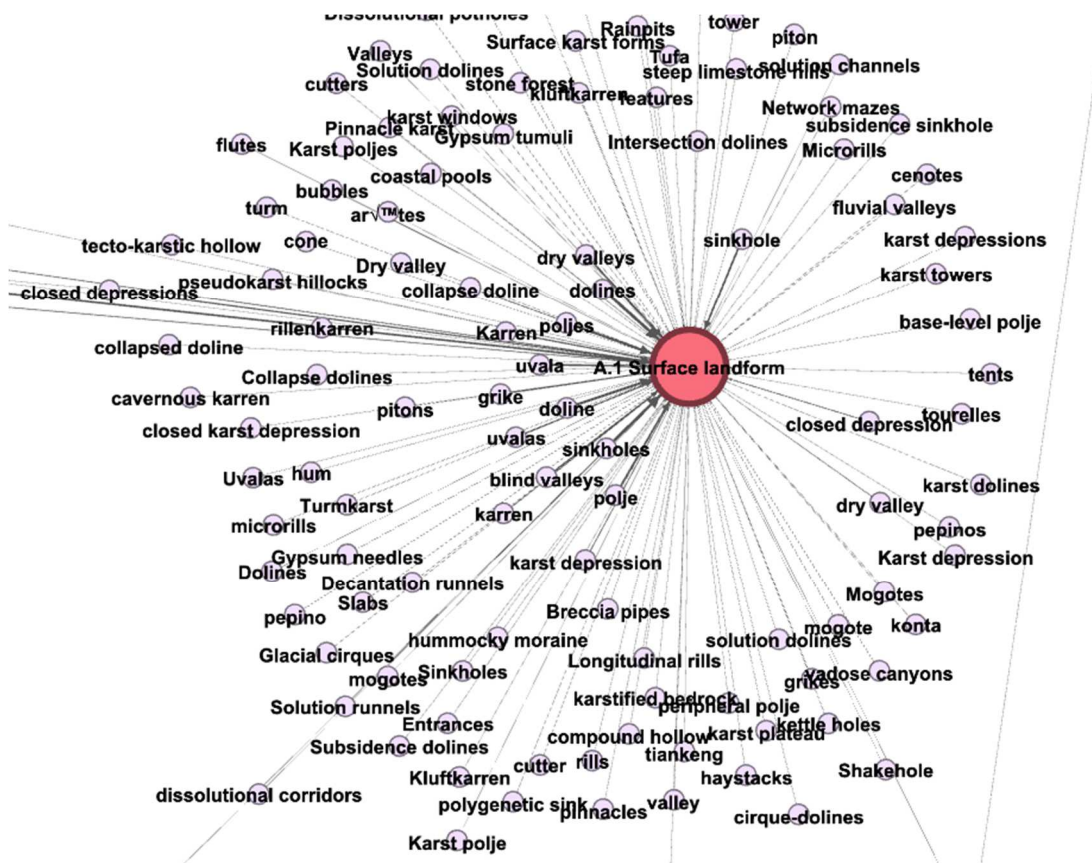 Dissolutional potholes
Rainpits
tower
piton
Surface karst forms
Valleys
Tufa
solution channels
Solution dolines
steep limestone hills
cutters
stone forest
kluftkarren
features
Network mazes
karst windows
subsidence sinkhole
Pinnacle karst
Gypsum tumuli
Intersection dolines
flutes
Karst poljes
Microrills
coastal pools
cenotes
bubbles
turm
ar√™tes
fluvial valleys
tecto-karstic hollow
cone
sinkhole
karst depressions
Dry valley
dry valleys
karst towers
pseudokarst hillocks
closed depressions
collapse doline
dolines
rillenkarren
Karren
poljes
base-level polje
collapsed doline
uvala
A.1 Surface landform
Collapse dolines
tents
cavernous karren
pitons
grike
doline
tourelles
closed karst depression
closed depression
uvalas
sinkholes
Uvalas
hum
blind valleys
karst dolines
Turmkarst
polje
dry valley
microrills
karren
pepinos
Gypsum needles
karst depression
Karst depression
Dolines
Decantation runnels
Slabs
Mogotes
pepino
Breccia pipes
mogote
konta
hummocky moraine
solution dolines
Glacial cirques
Longitudinal rills
mogotes
Sinkholes
grikes
vadose canyons
karstified bedrock
peripheral polje
Solution runnels
Entrances
compound hollow
karst plateau
kettle holes
Subsidence dolines
tiankeng
Kluftkarren
cutter
rills
haystacks
Shakehole
dissolutional corridors
polygenetic sink
pinnacles
valley
cirque-dolines
Karst polje